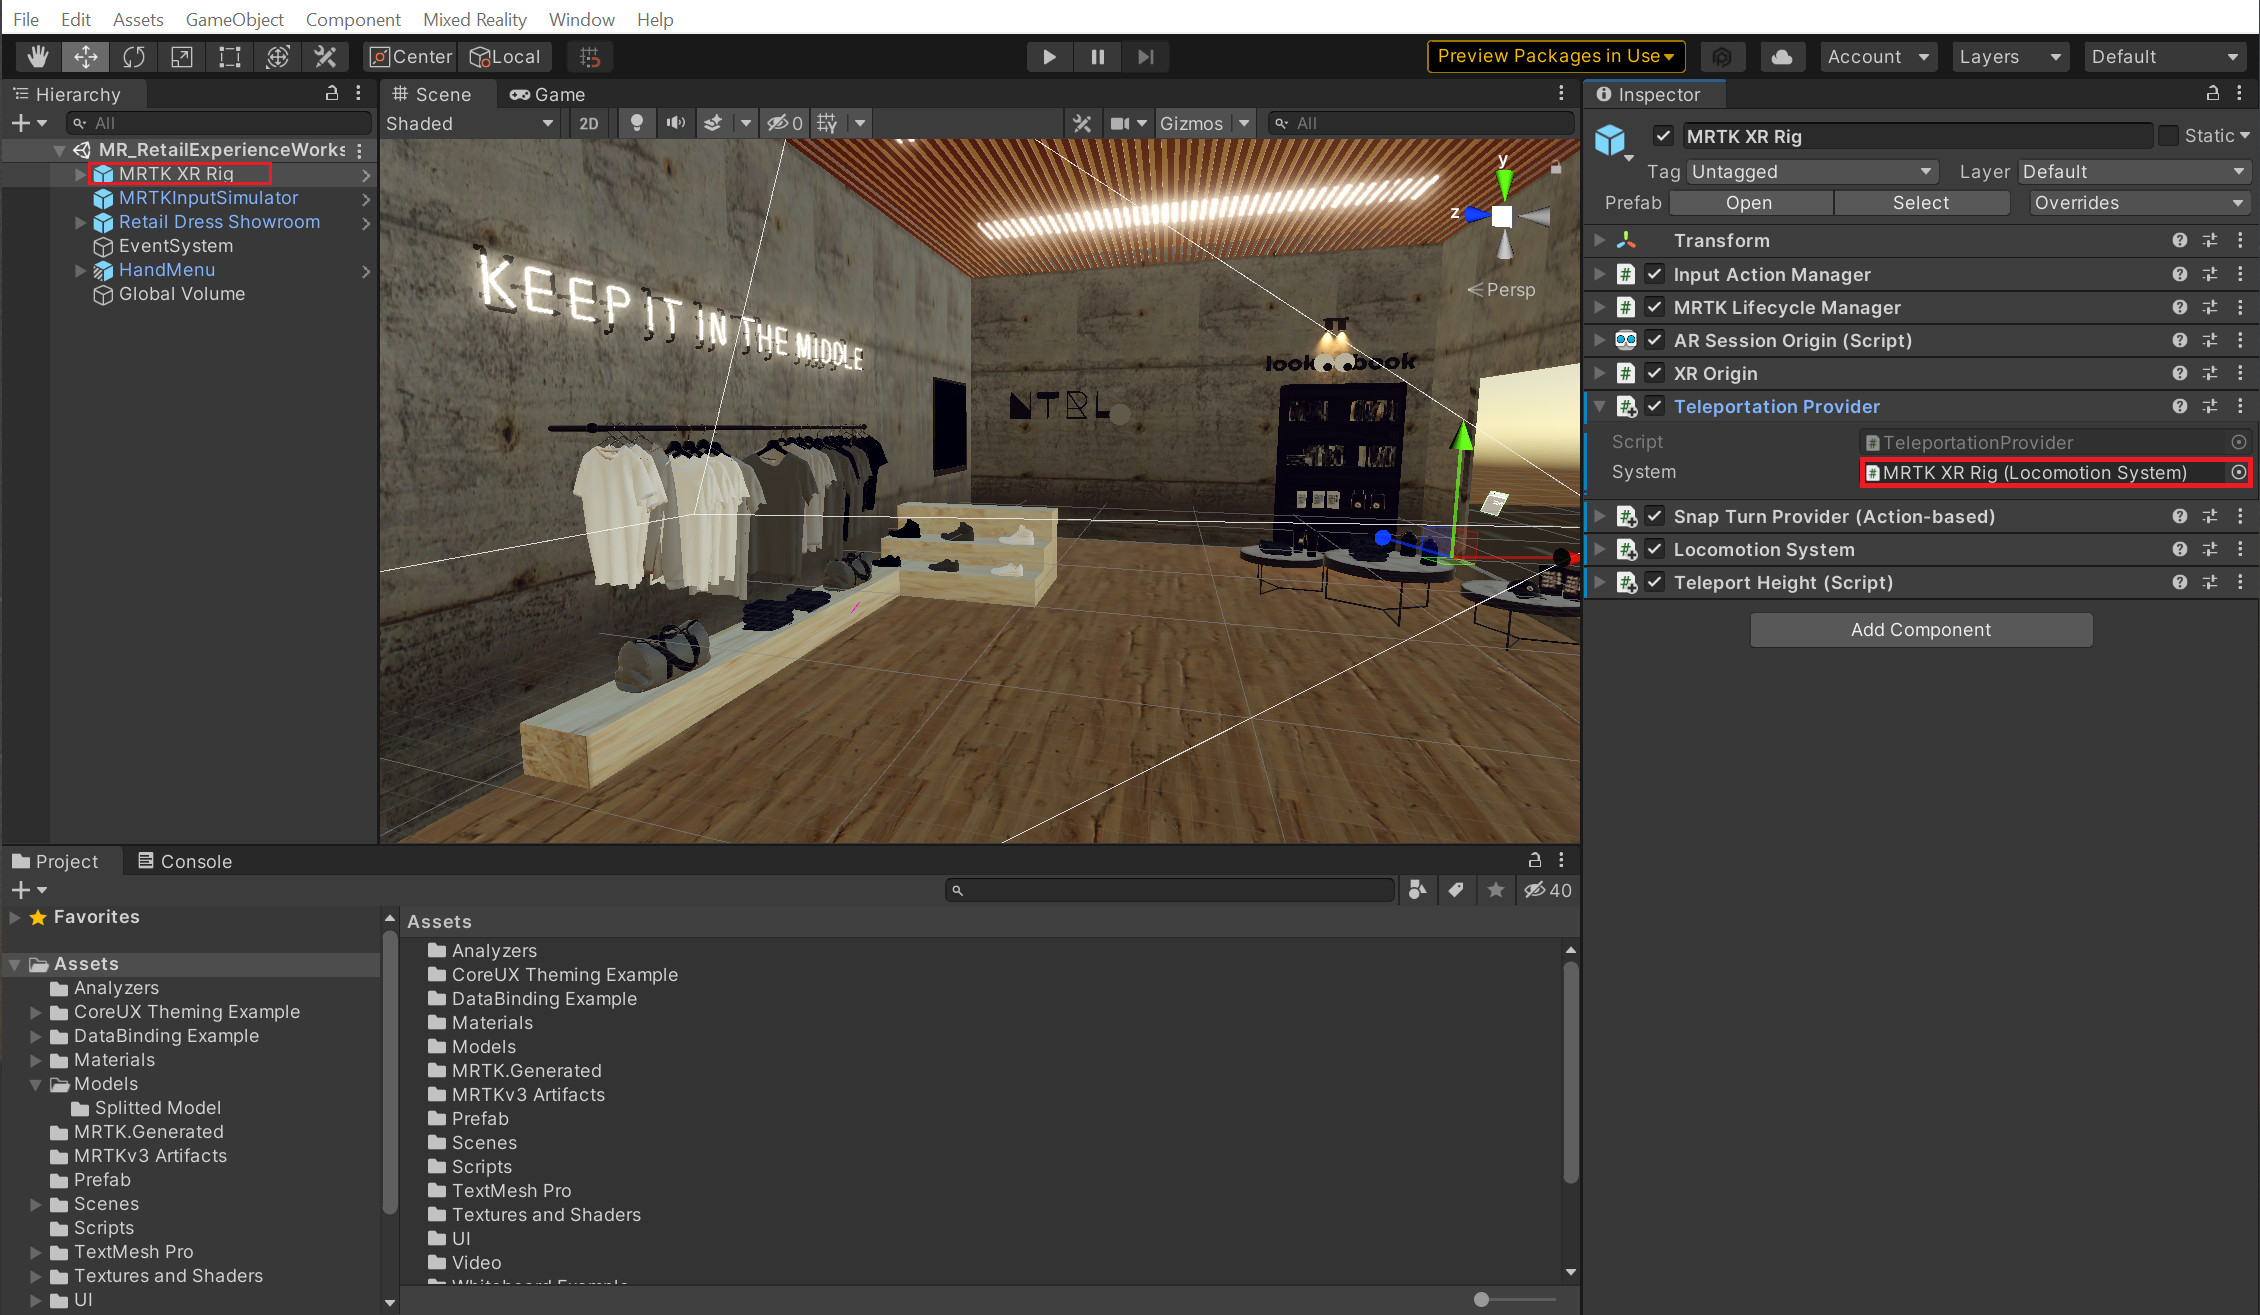 File Edit Assets GameObject Component Mixed Reality Window Help
Center Local
Preview Packages in Use
Account Layers Default
Hierarchy
All
MR_RetailExperienceWorks
MRTK XR Rig
MRTKInputSimulator
Retail Dress Showroom
EventSystem
HandMenu
Global Volume
Scene Game
Shaded 2D 0 Gizmos All
y
z
Persp
KEEP IT IN THE MIDDLE
NTBL
look book
Inspector
MRTK XR Rig Static
Tag Untagged Layer Default
Prefab Open Select Overrides
Transform
Input Action Manager
MRTK Lifecycle Manager
AR Session Origin (Script)
XR Origin
Teleportation Provider
Script TeleportationProvider
System MRTK XR Rig (Locomotion System)
Snap Turn Provider (Action-based)
Locomotion System
Teleport Height (Script)
Add Component
Project Console
40
Favorites
Assets
Analyzers
CoreUX Theming Example
DataBinding Example
Materials
Models
Splitted Model
MRTK.Generated
MRTKv3 Artifacts
Prefab
Scenes
Scripts
TextMesh Pro
Textures and Shaders
UI
Assets
Analyzers
CoreUX Theming Example
DataBinding Example
Materials
Models
MRTK.Generated
MRTKv3 Artifacts
Prefab
Scenes
Scripts
TextMesh Pro
Textures and Shaders
UI
Video